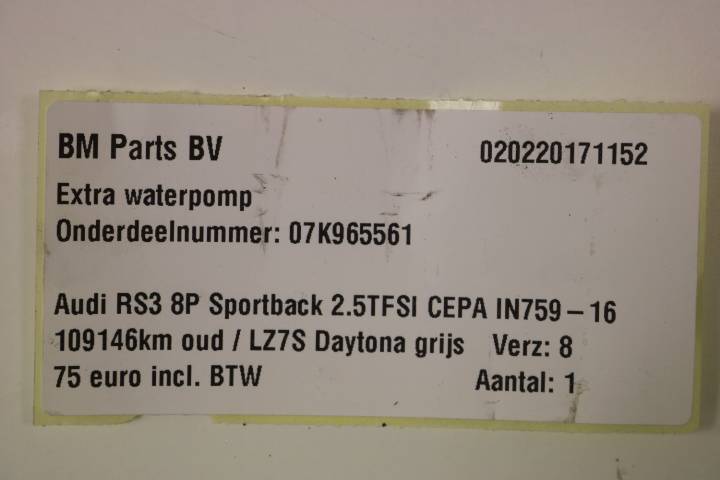 BM Parts BV 020220171152
Extra waterpomp
Onderdeelnummer: 07K965561
Audi RS3 8P Sportback 2.5TFSI CEPA IN759 – 16
109146km oud / LZ7S Daytona grijs Verz: 8
75 euro incl. BTW Aantal: 1